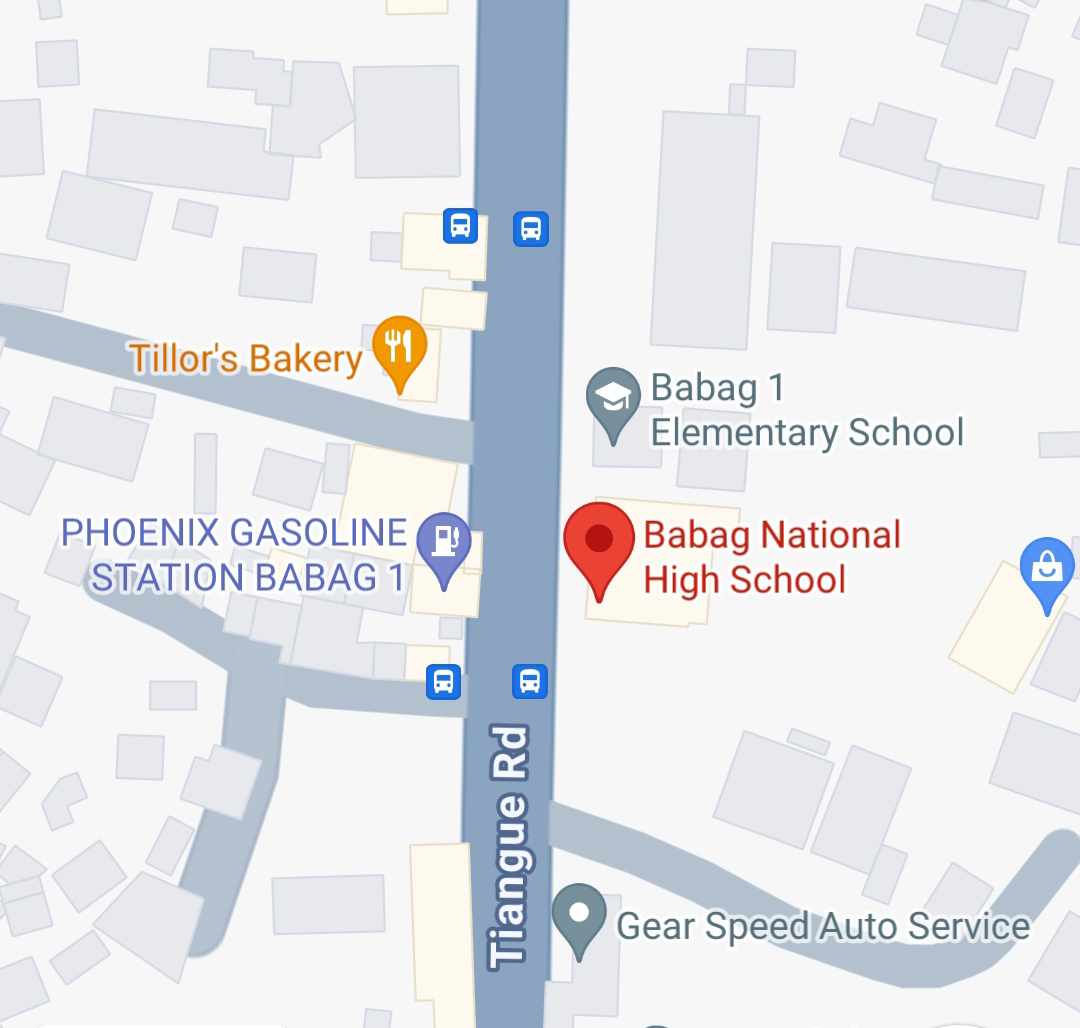 Tillor's Bakery
Babag 1
Elementary School
PHOENIX GASOLINE
STATION BABAG 1
Babag National
High School
Tiangue Rd
Gear Speed Auto Service